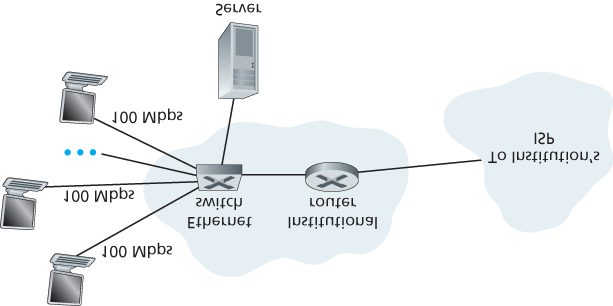 Server
100 Mbps
100 Mbps
100 Mbps
Ethernet
switch
Institutional
router
To Institution's
ISP